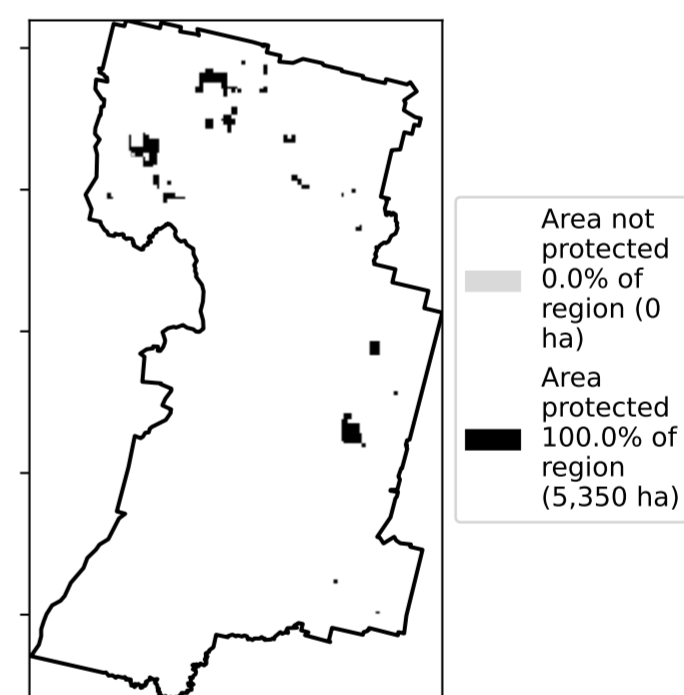 Area not
protected
0.0% of
region (0
ha)
Area
protected
100.0% of
region
(5,350 ha)